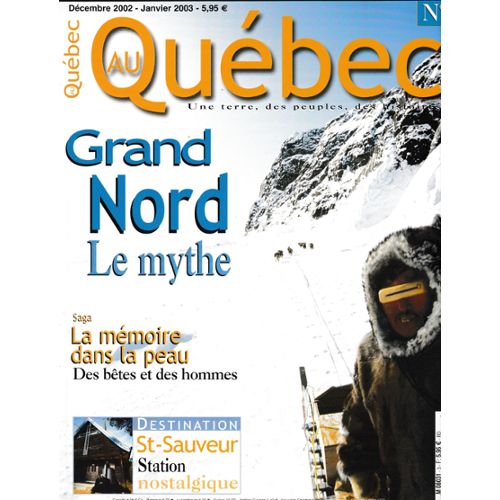 Décembre 2002 - Janvier 2003 - 5,95 €
N°
Québec
AU Québec
Une terre, des peuples, des histoires
Grand
Nord
Le mythe
Saga
La mémoire
dans la peau
Des bêtes et des hommes
DESTINATION
St-Sauveur
Station
nostalgique